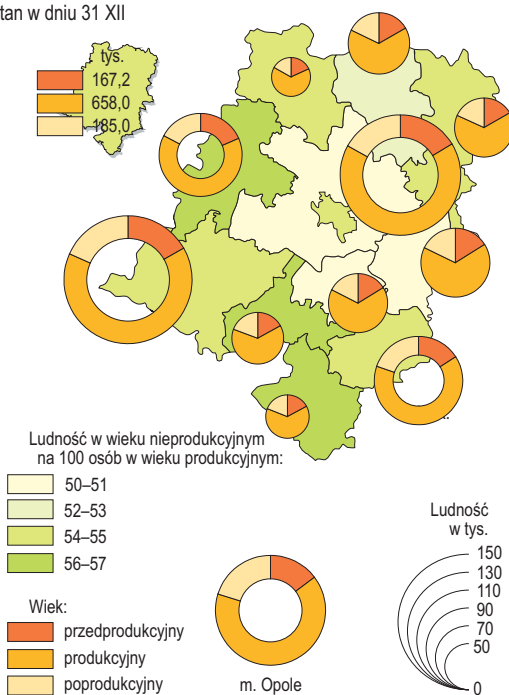 tan w dniu 31 XII
tys.
167,2
658,0
185,0
Ludność w wieku nieprodukcyjnym
na 100 osób w wieku produkcyjnym:
50–51
52–53
54–55
56–57
Wiek:
przedprodukcyjny
produkcyjny
poprodukcyjny
m. Opole
Ludność
w tys.
150
130
110
90
70
50
0